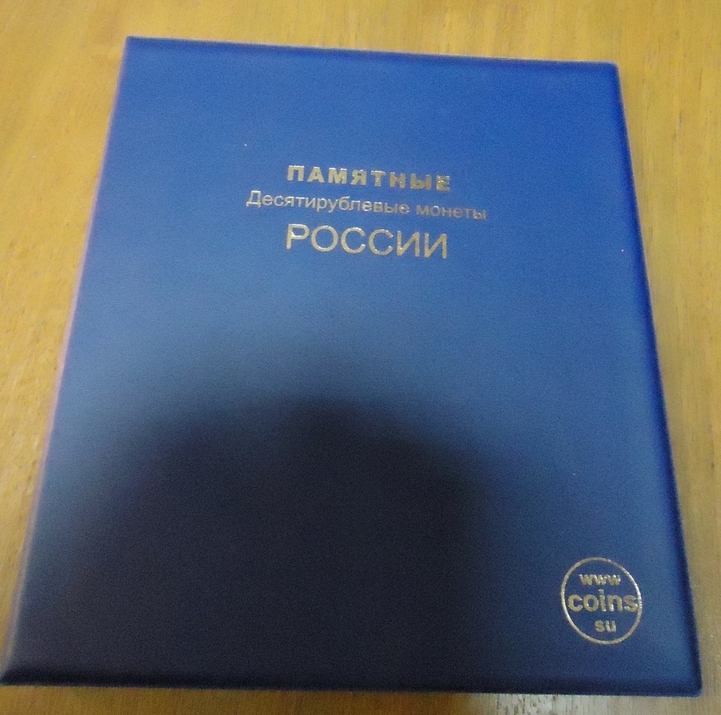 ПАМЯТНЫЕ
Десятирублевые монеты
РОССИИ
www
coins
su